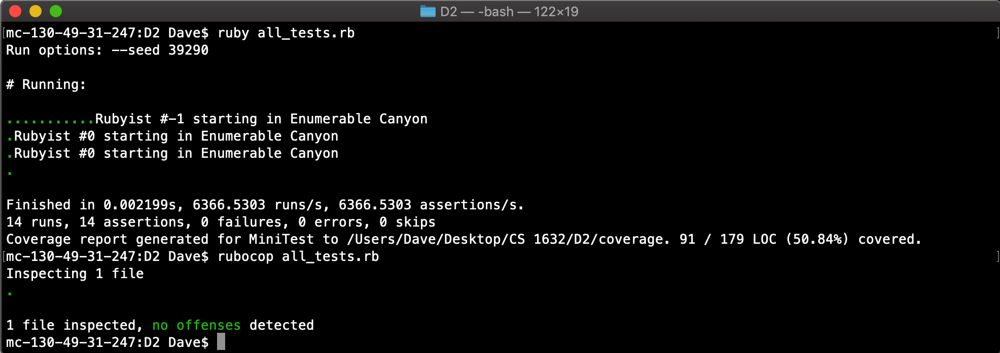 D2 — -bash — 122×19
mc-130-49-31-247:D2 Dave$ ruby all_tests.rb
Run options: --seed 39290
# Running:
...........Rubyist #-1 starting in Enumerable Canyon
.Rubyist #0 starting in Enumerable Canyon
.Rubyist #0 starting in Enumerable Canyon
.
Finished in 0.002199s, 6366.5303 runs/s, 6366.5303 assertions/s.
14 runs, 14 assertions, 0 failures, 0 errors, 0 skips
Coverage report generated for MiniTest to /Users/Dave/Desktop/CS 1632/D2/coverage. 91 / 179 LOC (50.84%) covered.
mc-130-49-31-247:D2 Dave$ rubocop all_tests.rb
Inspecting 1 file
.
1 file inspected, no offenses detected
mc-130-49-31-247:D2 Dave$